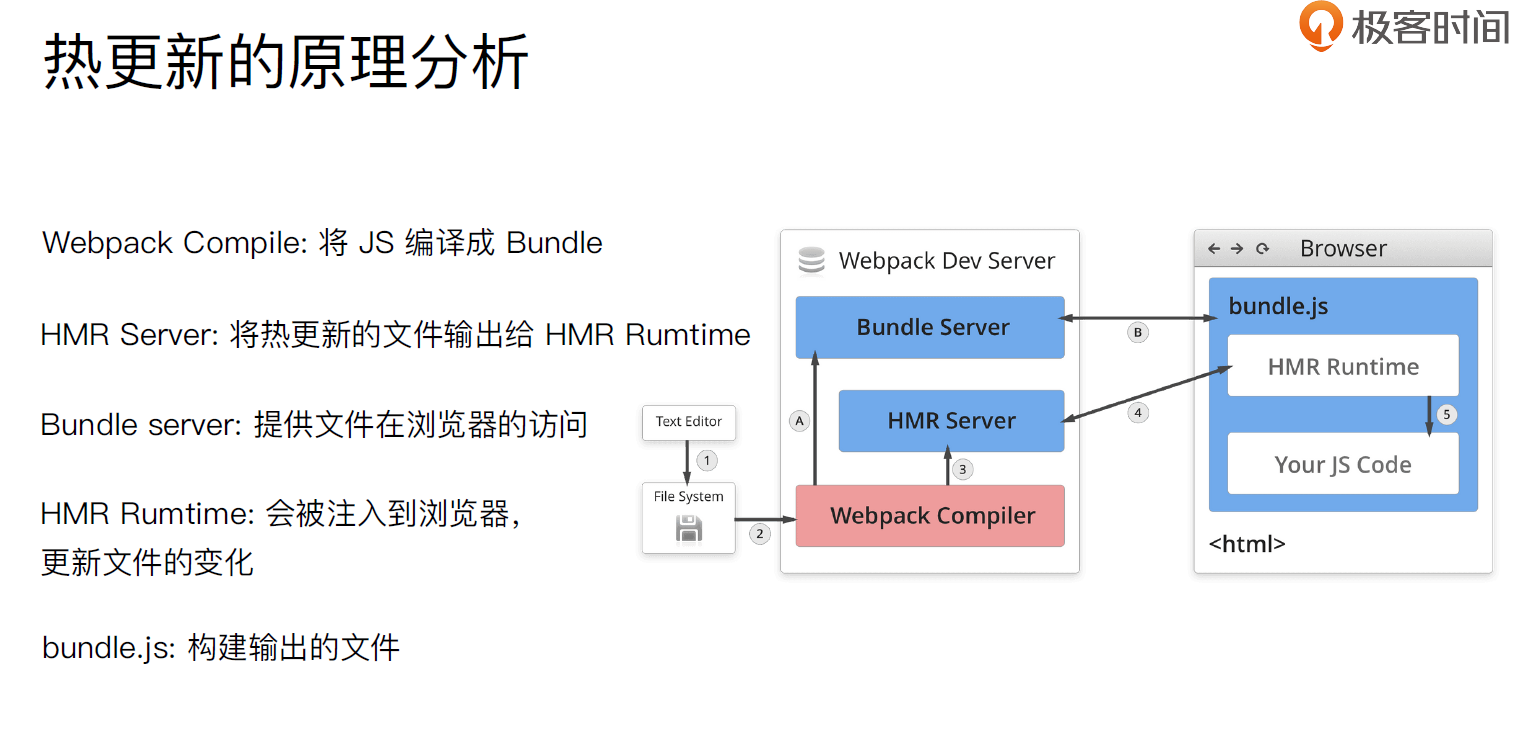 极客时间
热更新的原理分析
Webpack Compile: 将 JS 编译成 Bundle
HMR Server: 将热更新的文件输出给 HMR Rumtime
Bundle server: 提供文件在浏览器的访问
HMR Rumtime: 会被注入到浏览器，
更新文件的变化
bundle.js: 构建输出的文件
Text Editor
1
File System
2
Webpack Dev Server
Bundle Server
A
HMR Server
3
Webpack Compiler
B
4
Browser
bundle.js
HMR Runtime
5
Your JS Code
<html>